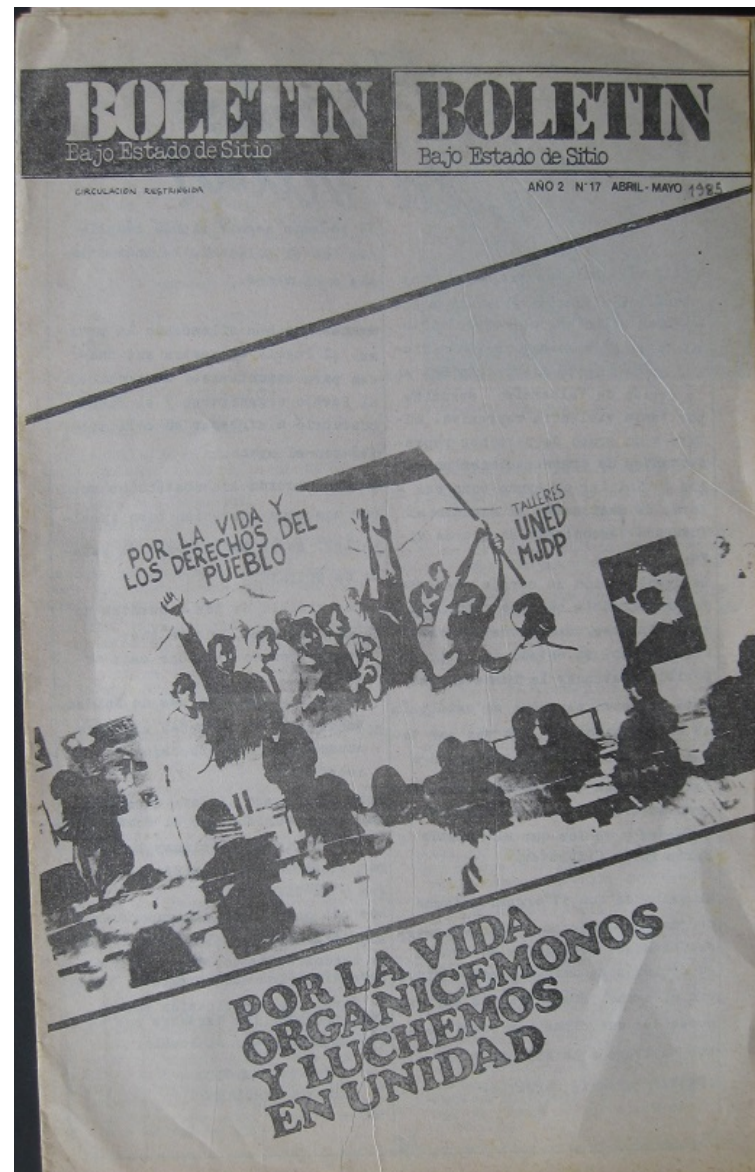 BOLETIN
Bajo Estado de Sitio
BOLETIN
Bajo Estado de Sitio
CIRCULACION RESTRINGIDA
AÑO 2 N° 17 ABRIL - MAYO 1985
POR LA VIDA Y
LOS DERECHOS DEL
PUEBLO
TALLERES
UNED
MJDP
POR LA VIDA
ORGANICEMONOS
Y LUCHEMOS
EN UNIDAD